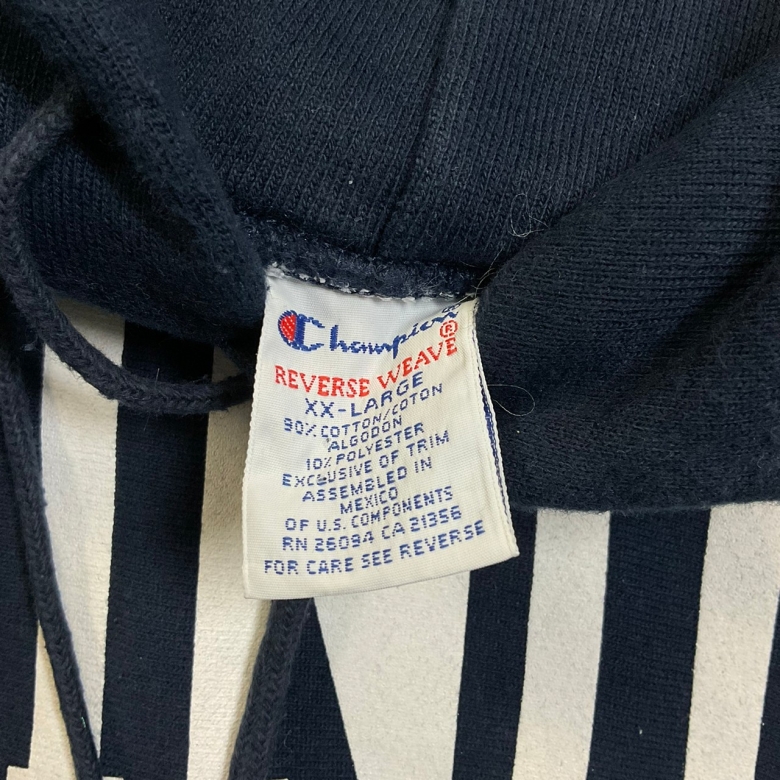 Champion®
REVERSE WEAVE®
XX-LARGE
90% COTTON/COTON
ALGODON
10% POLYESTER
EXCLUSIVE OF TRIM
ASSEMBLED IN
MEXICO
OF U.S. COMPONENTS
RN 26094 CA 21356
FOR CARE SEE REVERSE